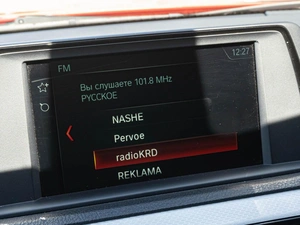 12:27
FM
Вы слушаете 101.8 MHz
РУССКОЕ
NASHE
Pervoe
radioKRD
REKLAMA